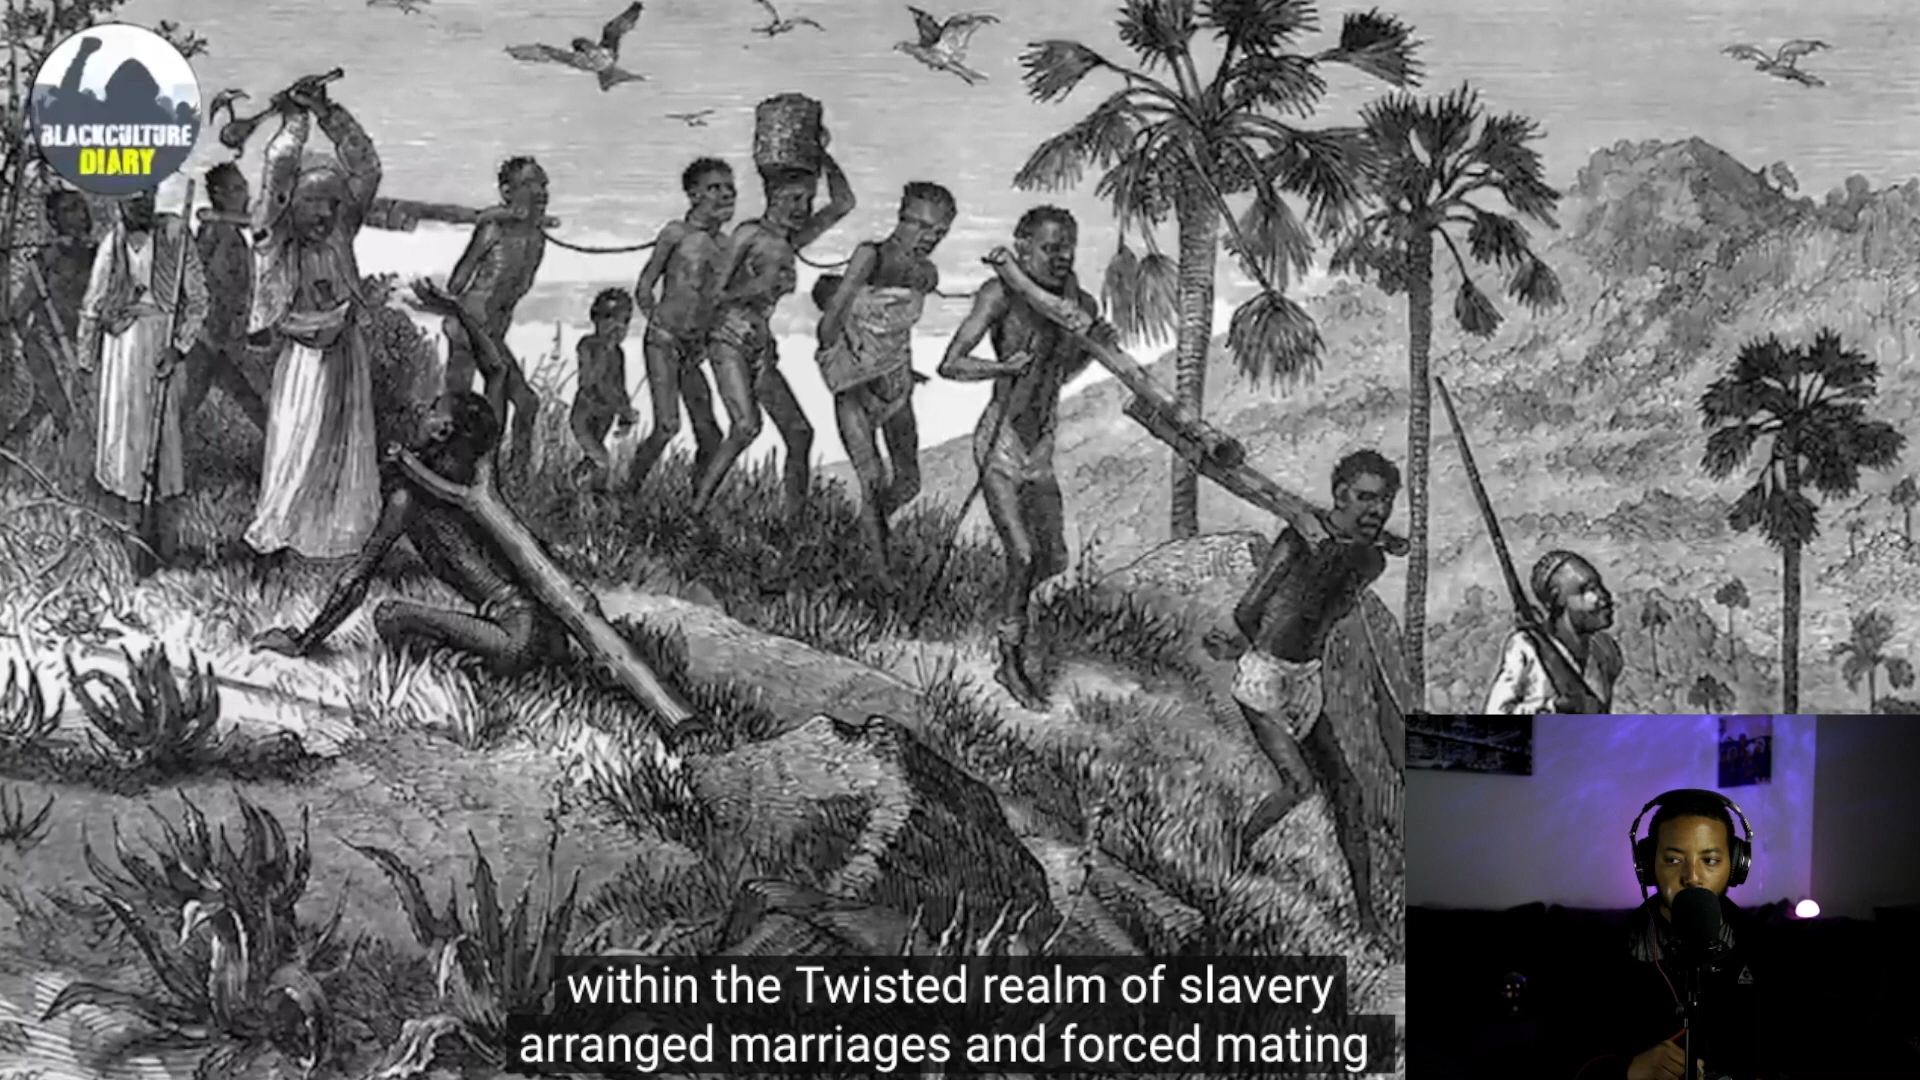 BLACKCULTURE
DIARY
within the Twisted realm of slavery
arranged marriages and forced mating